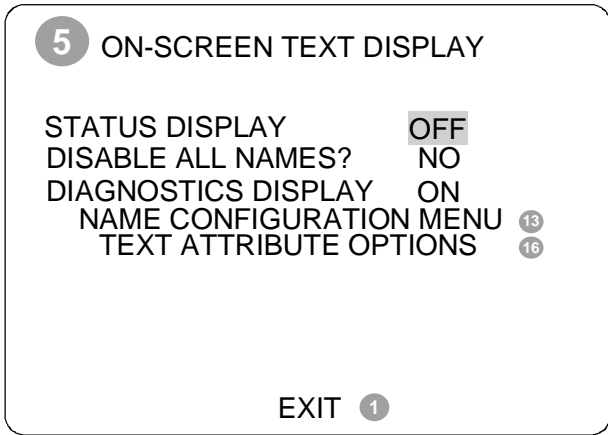 5 ON-SCREEN TEXT DISPLAY
STATUS DISPLAY OFF
DISABLE ALL NAMES? NO
DIAGNOSTICS DISPLAY ON
NAME CONFIGURATION MENU 13
TEXT ATTRIBUTE OPTIONS 16
EXIT 1